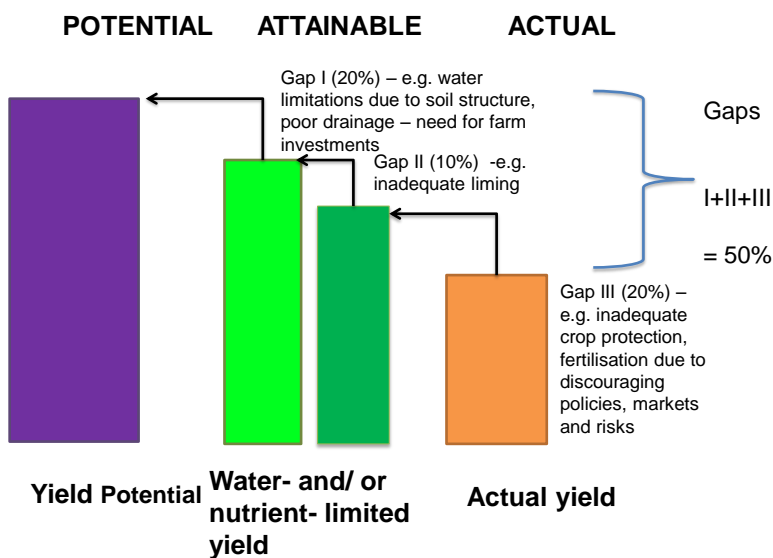 POTENTIAL ATTAINABLE ACTUAL
Gap I (20%) – e.g. water
limitations due to soil structure,
poor drainage – need for farm
investments
Gap II (10%) -e.g.
inadequate liming
Gaps
I+II+III
= 50%
Gap III (20%) –
e.g. inadequate
crop protection,
fertilisation due to
discouraging
policies, markets
and risks
Yield Potential
Water- and/ or
nutrient- limited
yield
Actual yield